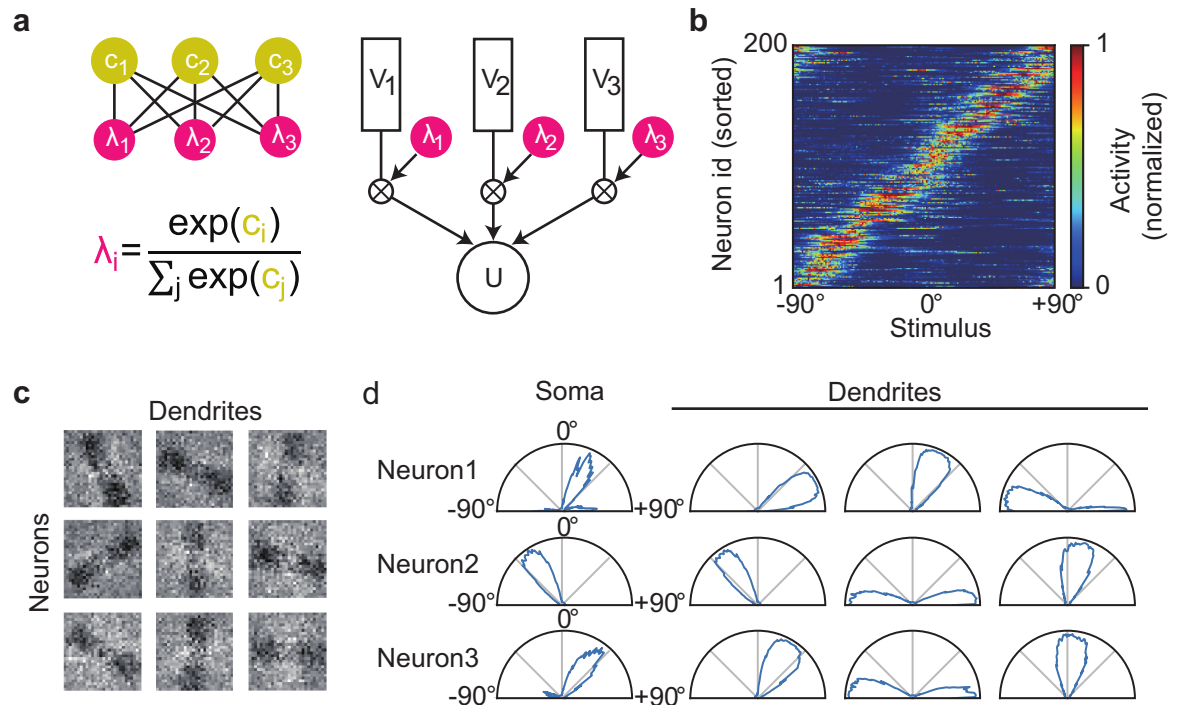 a
c1 c2 c3
λ1 λ2 λ3
λi = exp(ci) / ∑j exp(cj)
V1 V2 V3
λ1 λ2 λ3
U
b
Neuron id (sorted)
200
1
-90° 0° +90°
Stimulus
1
0
Activity
(normalized)
c
Dendrites
Neurons
d
Soma Dendrites
0°
Neuron1
-90° +90°
0°
Neuron2
-90° +90°
0°
Neuron3
-90° +90°